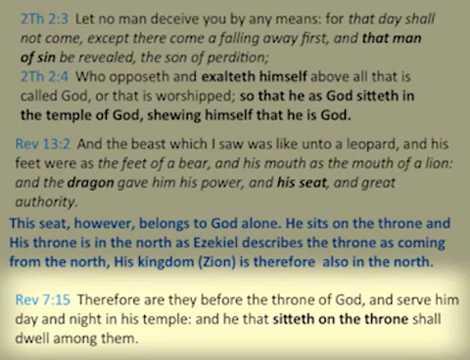 2Th 2:3 Let no man deceive you by any means: for that day shall
not come, except there come a falling away first, and that man
of sin be revealed, the son of perdition;
2Th 2:4 Who opposeth and exalteth himself above all that is
called God, or that is worshipped; so that he as God sitteth in
the temple of God, shewing himself that he is God.
Rev 13:2 And the beast which I saw was like unto a leopard, and his
feet were as the feet of a bear, and his mouth as the mouth of a lion:
and the dragon gave him his power, and his seat, and great
authority.
This seat, however, belongs to God alone. He sits on the throne and
His throne is in the north as Ezekiel describes the throne as coming
from the north, His kingdom (Zion) is therefore also in the north.
Rev 7:15 Therefore are they before the throne of God, and serve him
day and night in his temple: and he that sitteth on the throne shall
dwell among them.